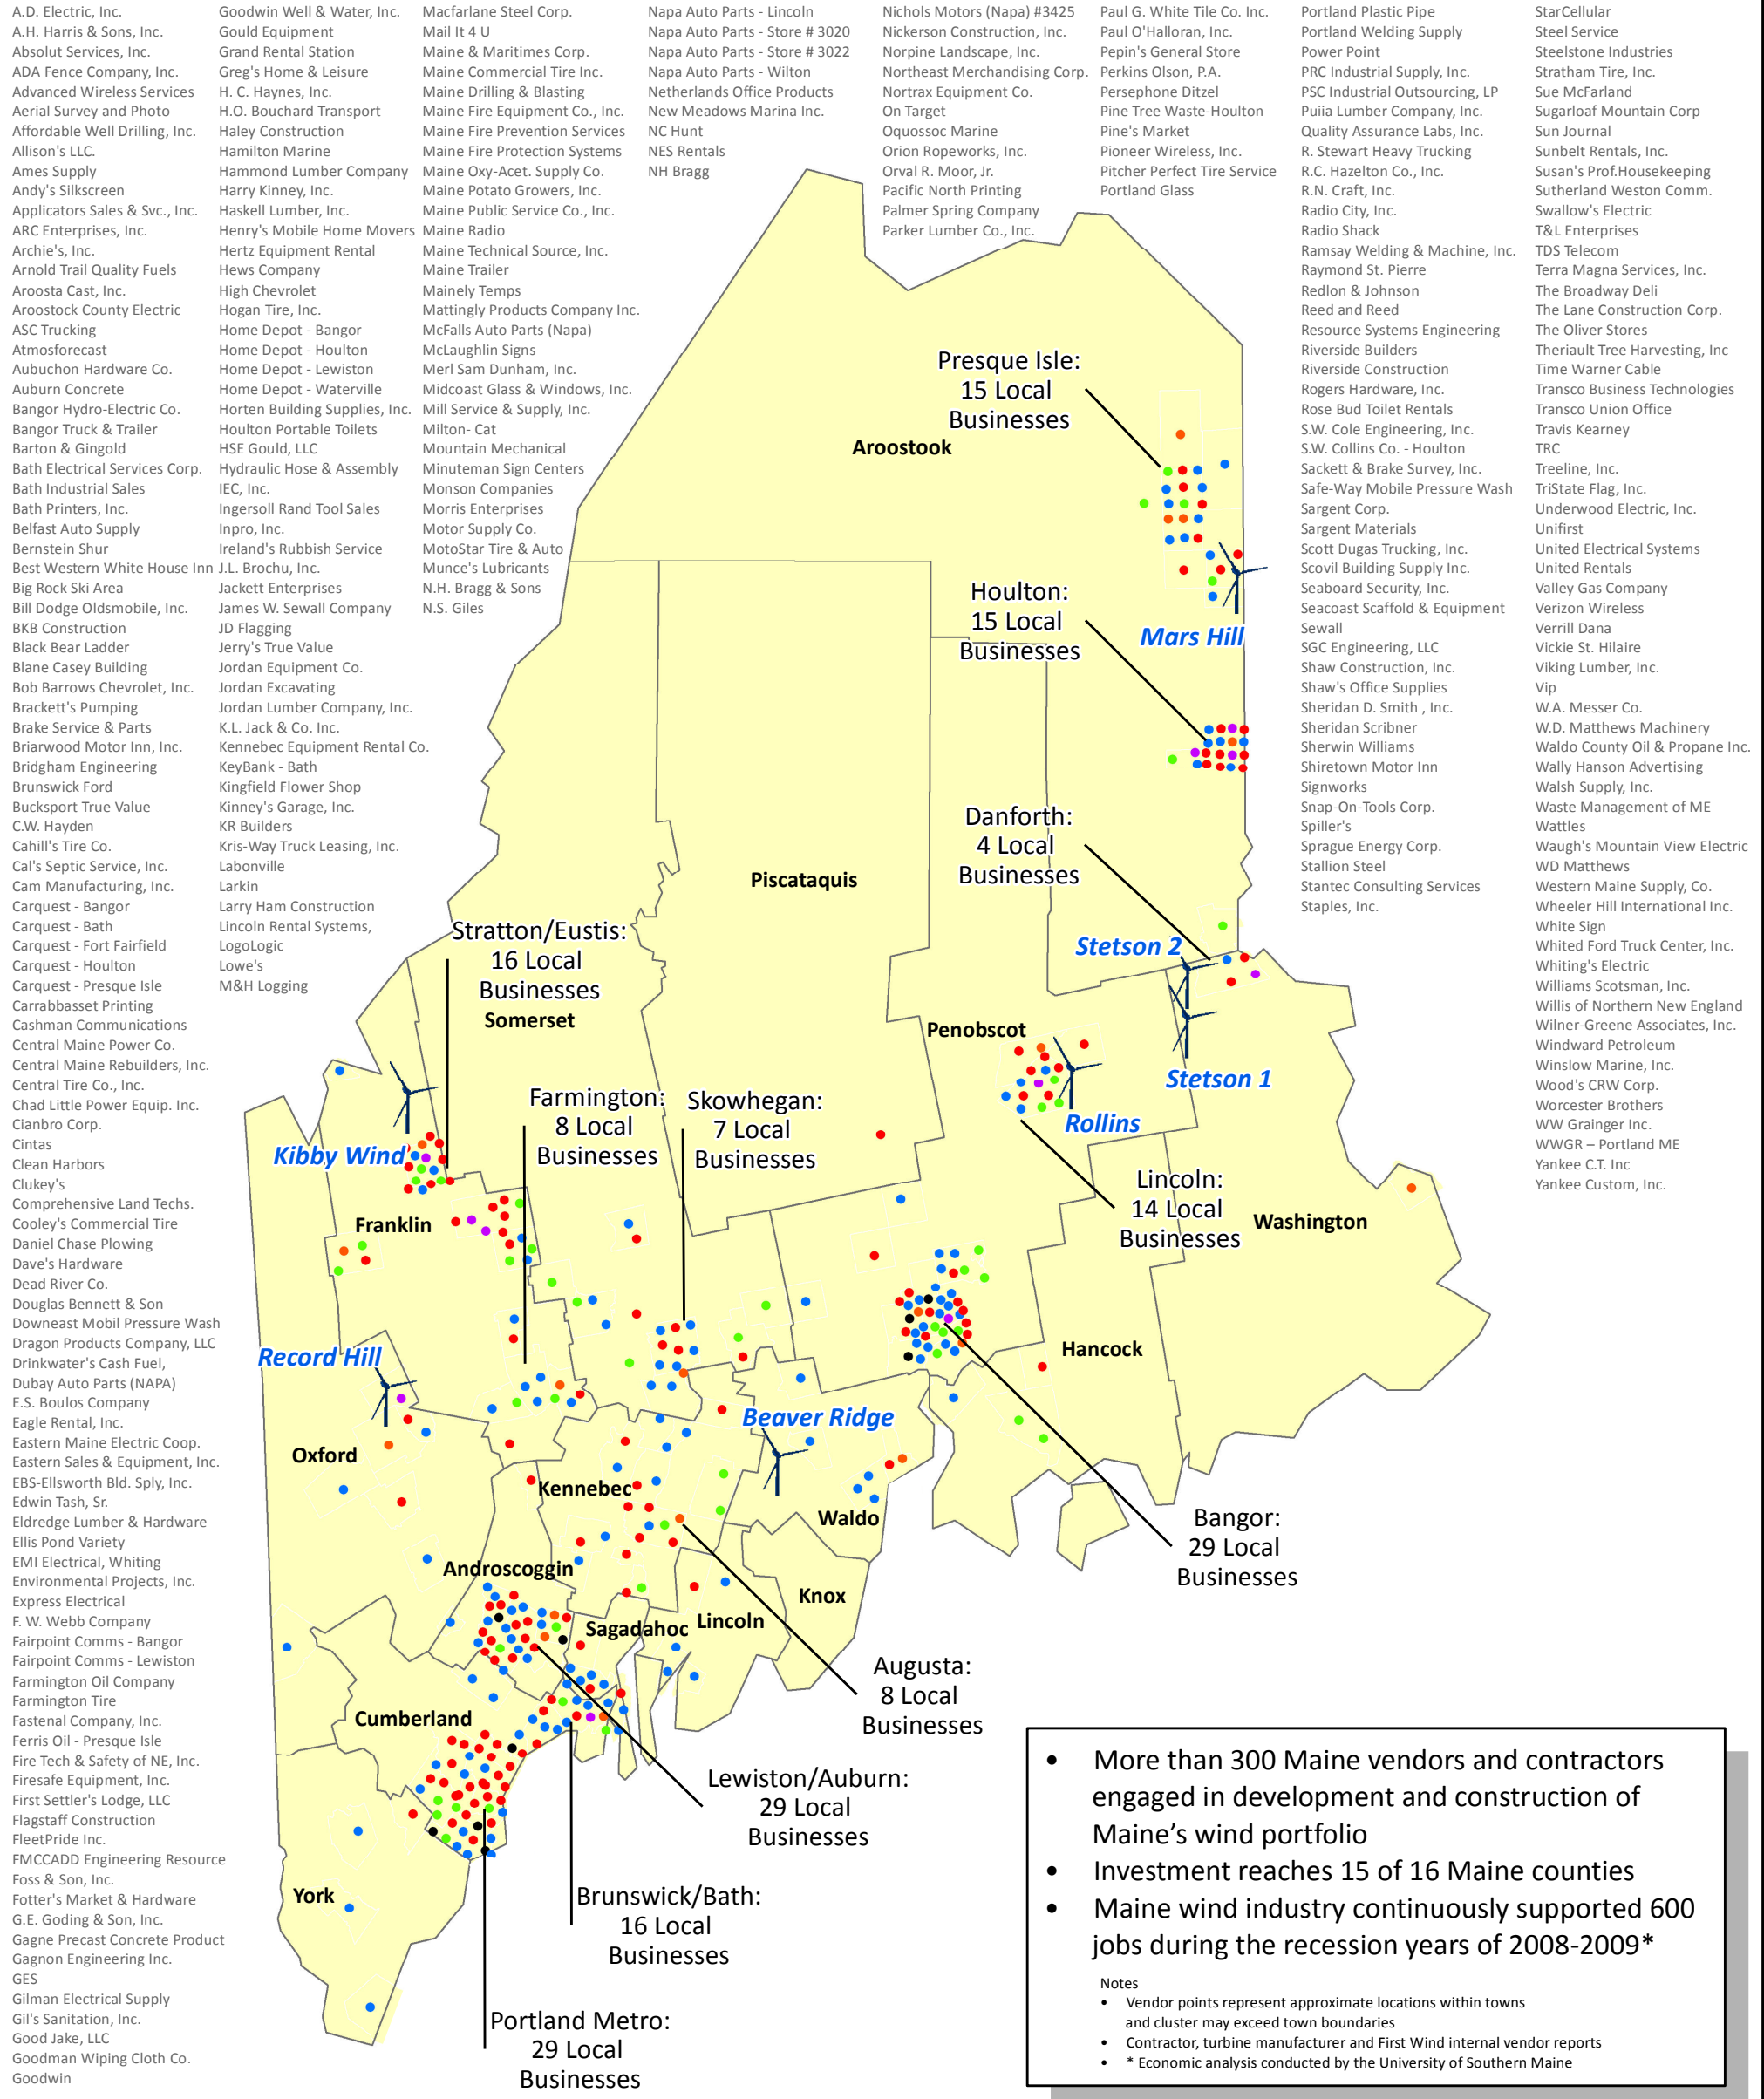 A.D. Electric, Inc.
A.H. Harris & Sons, Inc.
Absolut Services, Inc.
ADA Fence Company, Inc.
Advanced Wireless Services
Aerial Survey and Photo
Affordable Well Drilling, Inc.
Allison's LLC.
Ames Supply
Andy's Silkscreen
Applicators Sales & Svc., Inc.
ARC Enterprises, Inc.
Archie's, Inc.
Arnold Trail Quality Fuels
Aroosta Cast, Inc.
Aroostock County Electric
ASC Trucking
Atmosforecast
Aubuchon Hardware Co.
Auburn Concrete
Bangor Hydro-Electric Co.
Bangor Truck & Trailer
Barton & Gingold
Bath Electrical Services Corp.
Bath Industrial Sales
Bath Printers, Inc.
Belfast Auto Supply
Bernstein Shur
Best Western White House Inn
Big Rock Ski Area
Bill Dodge Oldsmobile, Inc.
BKB Construction
Black Bear Ladder
Blane Casey Building
Bob Barrows Chevrolet, Inc.
Brackett's Pumping
Brake Service & Parts
Briarwood Motor Inn, Inc.
Bridgham Engineering
Brunswick Ford
Bucksport True Value
C.W. Hayden
Cahill's Tire Co.
Cal's Septic Service, Inc.
Cam Manufacturing, Inc.
Carquest - Bangor
Carquest - Bath
Carquest - Fort Fairfield
Carquest - Houlton
Carquest - Presque Isle
Carrabbasset Printing
Cashman Communications
Central Maine Power Co.
Central Maine Rebuilders, Inc.
Central Tire Co., Inc.
Chad Little Power Equip. Inc.
Cianbro Corp.
Cintas
Clean Harbors
Clukey's
Comprehensive Land Techs.
Cooley's Commercial Tire
Daniel Chase Plowing
Dave's Hardware
Dead River Co.
Douglas Bennett & Son
Downeast Mobil Pressure Wash
Dragon Products Company, LLC
Drinkwater's Cash Fuel,
Dubay Auto Parts (NAPA)
E.S. Boulos Company
Eagle Rental, Inc.
Eastern Maine Electric Coop.
Eastern Sales & Equipment, Inc.
EBS-Ellsworth Bld. Sply, Inc.
Edwin Tash, Sr.
Eldredge Lumber & Hardware
Ellis Pond Variety
EMI Electrical, Whiting
Environmental Projects, Inc.
Express Electrical
F. W. Webb Company
Fairpoint Comms - Bangor
Fairpoint Comms - Lewiston
Farmington Oil Company
Farmington Tire
Fastenal Company, Inc.
Ferris Oil - Presque Isle
Fire Tech & Safety of NE, Inc.
Firesafe Equipment, Inc.
First Settler's Lodge, LLC
Flagstaff Construction
FleetPride Inc.
FMCCADD Engineering Resource
Foss & Son, Inc.
Fotter's Market & Hardware
G.E. Goding & Son, Inc.
Gagne Precast Concrete Product
Gagnon Engineering Inc.
GES
Gilman Electrical Supply
Gil's Sanitation, Inc.
Good Jake, LLC
Goodman Wiping Cloth Co.
Goodwin
Goodwin Well & Water, Inc.
Gould Equipment
Grand Rental Station
Greg's Home & Leisure
H. C. Haynes, Inc.
H.O. Bouchard Transport
Haley Construction
Hamilton Marine
Hammond Lumber Company
Harry Kinney, Inc.
Haskell Lumber, Inc.
Henry's Mobile Home Movers
Hertz Equipment Rental
Hews Company
High Chevrolet
Hogan Tire, Inc.
Home Depot - Bangor
Home Depot - Houlton
Home Depot - Lewiston
Home Depot - Waterville
Horten Building Supplies, Inc.
Houlton Portable Toilets
HSE Gould, LLC
Hydraulic Hose & Assembly
IEC, Inc.
Ingersoll Rand Tool Sales
Inpro, Inc.
Ireland's Rubbish Service
J.L. Brochu, Inc.
Jackett Enterprises
James W. Sewall Company
JD Flagging
Jerry's True Value
Jordan Equipment Co.
Jordan Excavating
Jordan Lumber Company, Inc.
K.L. Jack & Co. Inc.
Kennebec Equipment Rental Co.
KeyBank - Bath
Kingfield Flower Shop
Kinney's Garage, Inc.
KR Builders
Kris-Way Truck Leasing, Inc.
Labonville
Larkin
Larry Ham Construction
Lincoln Rental Systems,
LogoLogic
Lowe's
M&H Logging
Macfarlane Steel Corp.
Mail It 4 U
Maine & Maritimes Corp.
Maine Commercial Tire Inc.
Maine Drilling & Blasting
Maine Fire Equipment Co., Inc.
Maine Fire Prevention Services
Maine Fire Protection Systems
Maine Oxy-Acet. Supply Co.
Maine Potato Growers, Inc.
Maine Public Service Co., Inc.
Maine Radio
Maine Technical Source, Inc.
Maine Trailer
Mainely Temps
Mattingly Products Company Inc.
McFalls Auto Parts (Napa)
McLaughlin Signs
Merl Sam Dunham, Inc.
Midcoast Glass & Windows, Inc.
Mill Service & Supply, Inc.
Milton- Cat
Mountain Mechanical
Minuteman Sign Centers
Monson Companies
Morris Enterprises
Motor Supply Co.
MotoStar Tire & Auto
Munce's Lubricants
N.H. Bragg & Sons
N.S. Giles
Napa Auto Parts - Lincoln
Napa Auto Parts - Store # 3020
Napa Auto Parts - Store # 3022
Napa Auto Parts - Wilton
Netherlands Office Products
New Meadows Marina Inc.
NC Hunt
NES Rentals
NH Bragg
Nichols Motors (Napa) #3425
Nickerson Construction, Inc.
Norpine Landscape, Inc.
Northeast Merchandising Corp.
Nortrax Equipment Co.
On Target
Oquossoc Marine
Orion Ropeworks, Inc.
Orval R. Moor, Jr.
Pacific North Printing
Palmer Spring Company
Parker Lumber Co., Inc.
Paul G. White Tile Co. Inc.
Paul O'Halloran, Inc.
Pepin's General Store
Perkins Olson, P.A.
Persephone Ditzel
Pine Tree Waste-Houlton
Pine's Market
Pioneer Wireless, Inc.
Pitcher Perfect Tire Service
Portland Glass
Portland Plastic Pipe
Portland Welding Supply
Power Point
PRC Industrial Supply, Inc.
PSC Industrial Outsourcing, LP
Puiia Lumber Company, Inc.
Quality Assurance Labs, Inc.
R. Stewart Heavy Trucking
R.C. Hazelton Co., Inc.
R.N. Craft, Inc.
Radio City, Inc.
Radio Shack
Ramsay Welding & Machine, Inc.
Raymond St. Pierre
Redlon & Johnson
Reed and Reed
Resource Systems Engineering
Riverside Builders
Riverside Construction
Rogers Hardware, Inc.
Rose Bud Toilet Rentals
S.W. Cole Engineering, Inc.
S.W. Collins Co. - Houlton
Sackett & Brake Survey, Inc.
Safe-Way Mobile Pressure Wash
Sargent Corp.
Sargent Materials
Scott Dugas Trucking, Inc.
Scovil Building Supply Inc.
Seaboard Security, Inc.
Seacoast Scaffold & Equipment
Sewall
SGC Engineering, LLC
Shaw Construction, Inc.
Shaw's Office Supplies
Sheridan D. Smith , Inc.
Sheridan Scribner
Sherwin Williams
Shiretown Motor Inn
Signworks
Snap-On-Tools Corp.
Spiller's
Sprague Energy Corp.
Stallion Steel
Stantec Consulting Services
Staples, Inc.
StarCellular
Steel Service
Steelstone Industries
Stratham Tire, Inc.
Sue McFarland
Sugarloaf Mountain Corp
Sun Journal
Sunbelt Rentals, Inc.
Susan's Prof.Housekeeping
Sutherland Weston Comm.
Swallow's Electric
T&L Enterprises
TDS Telecom
Terra Magna Services, Inc.
The Broadway Deli
The Lane Construction Corp.
The Oliver Stores
Theriault Tree Harvesting, Inc
Time Warner Cable
Transco Business Technologies
Transco Union Office
Travis Kearney
TRC
Treeline, Inc.
TriState Flag, Inc.
Underwood Electric, Inc.
Unifirst
United Electrical Systems
United Rentals
Valley Gas Company
Verizon Wireless
Verrill Dana
Vickie St. Hilaire
Viking Lumber, Inc.
Vip
W.A. Messer Co.
W.D. Matthews Machinery
Waldo County Oil & Propane Inc.
Wally Hanson Advertising
Walsh Supply, Inc.
Waste Management of ME
Wattles
Waugh's Mountain View Electric
WD Matthews
Western Maine Supply, Co.
Wheeler Hill International Inc.
White Sign
Whited Ford Truck Center, Inc.
Whiting's Electric
Williams Scotsman, Inc.
Willis of Northern New England
Wilner-Greene Associates, Inc.
Windward Petroleum
Winslow Marine, Inc.
Wood's CRW Corp.
Worcester Brothers
WW Grainger Inc.
WWGR – Portland ME
Yankee C.T. Inc
Yankee Custom, Inc.
Presque Isle:
15 Local
Businesses
Aroostook
Houlton:
15 Local
Businesses
Mars Hill
Danforth:
4 Local
Businesses
Piscataquis
Stratton/Eustis:
16 Local
Businesses
Somerset
Stetson 2
Penobscot
Stetson 1
Rollins
Farmington:
8 Local
Businesses
Skowhegan:
7 Local
Businesses
Kibby Wind
Lincoln:
14 Local
Businesses
Franklin
Washington
Record Hill
Hancock
Beaver Ridge
Oxford
Kennebec
Waldo
Bangor:
29 Local
Businesses
Androscoggin
Knox
Sagadahoc
Lincoln
Augusta:
8 Local
Businesses
Cumberland
Lewiston/Auburn:
29 Local
Businesses
York
Brunswick/Bath:
16 Local
Businesses
Portland Metro:
29 Local
Businesses
• More than 300 Maine vendors and contractors
engaged in development and construction of
Maine’s wind portfolio
• Investment reaches 15 of 16 Maine counties
• Maine wind industry continuously supported 600
jobs during the recession years of 2008-2009*
Notes
• Vendor points represent approximate locations within towns
and cluster may exceed town boundaries
• Contractor, turbine manufacturer and First Wind internal vendor reports
• * Economic analysis conducted by the University of Southern Maine